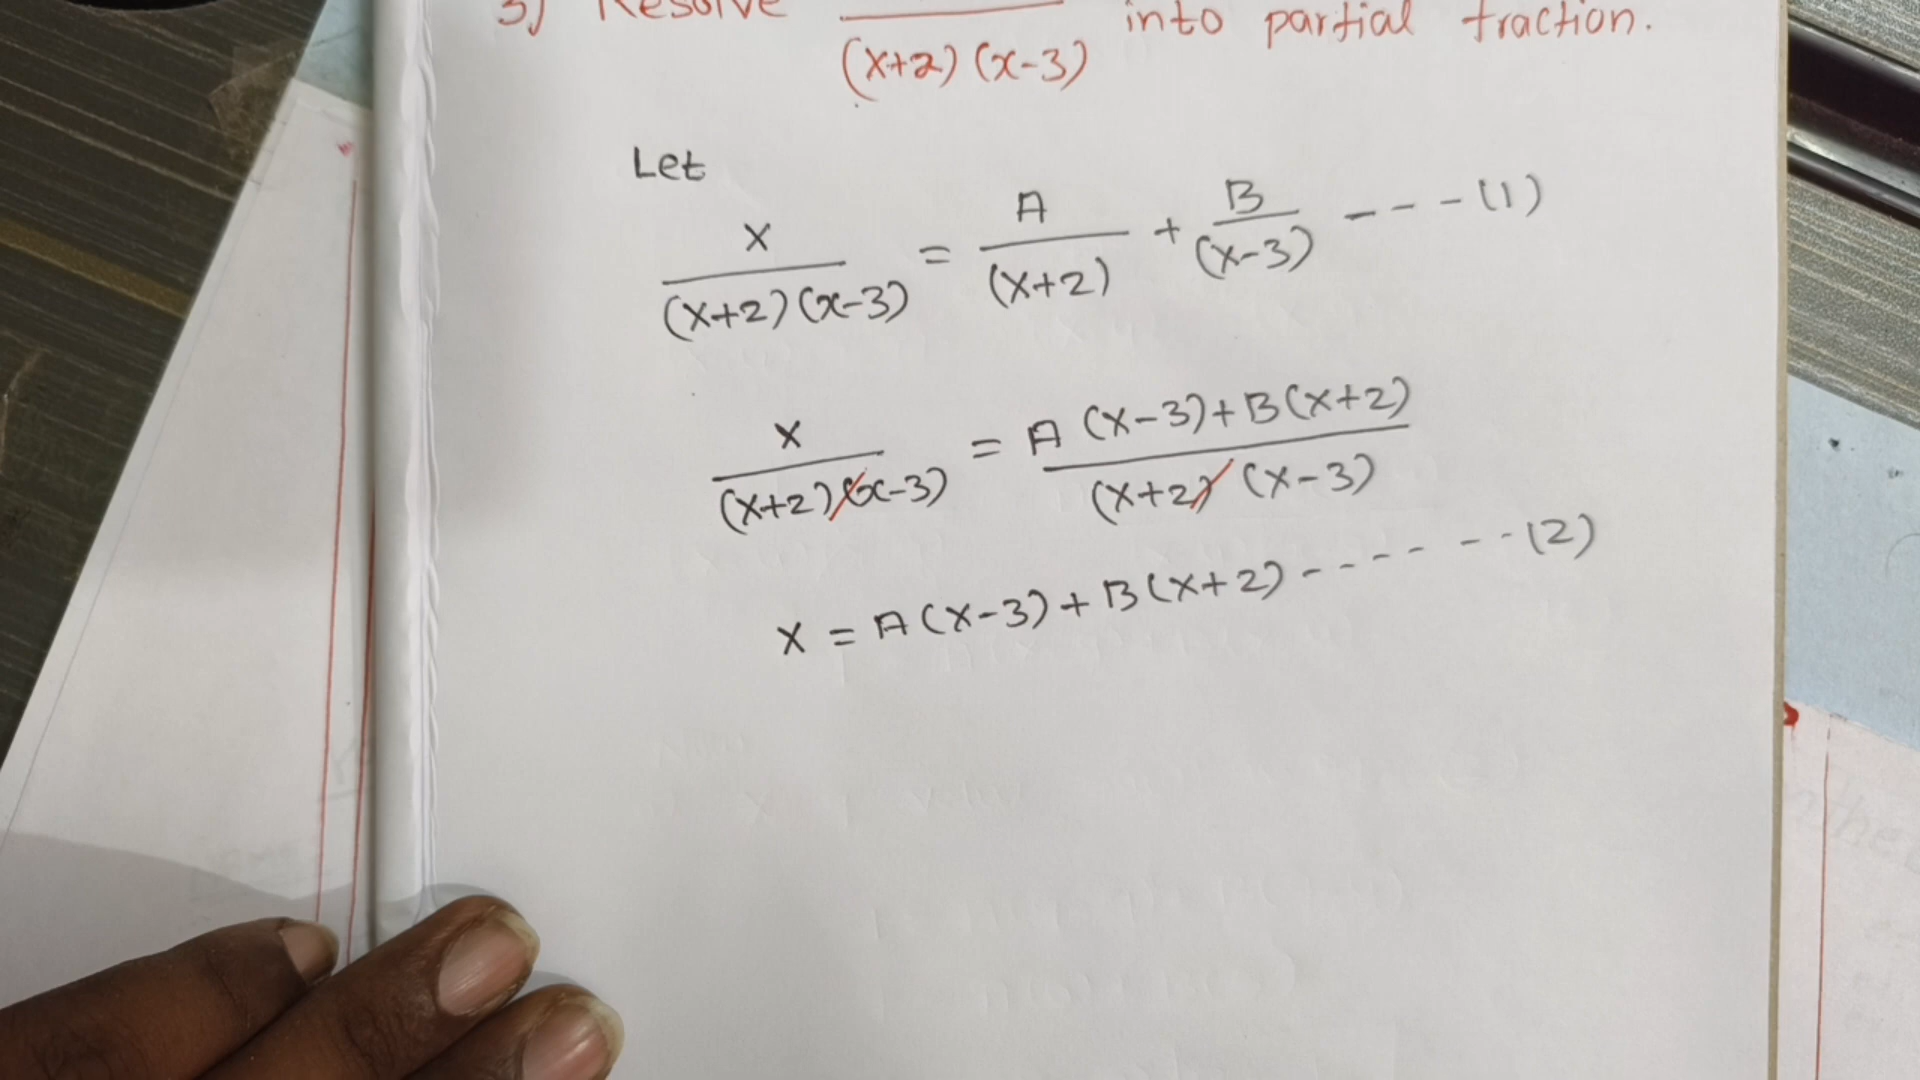 3) Resolve —— / (x+2) (x-3) into partial fraction.
Let
x / (x+2) (x-3) = A / (x+2) + B / (x-3) - - - - (1)
x / (x+2) (x-3) = A (x-3) + B (x+2) / (x+2) (x-3)
x = A (x-3) + B (x+2) - - - - - - - (2)